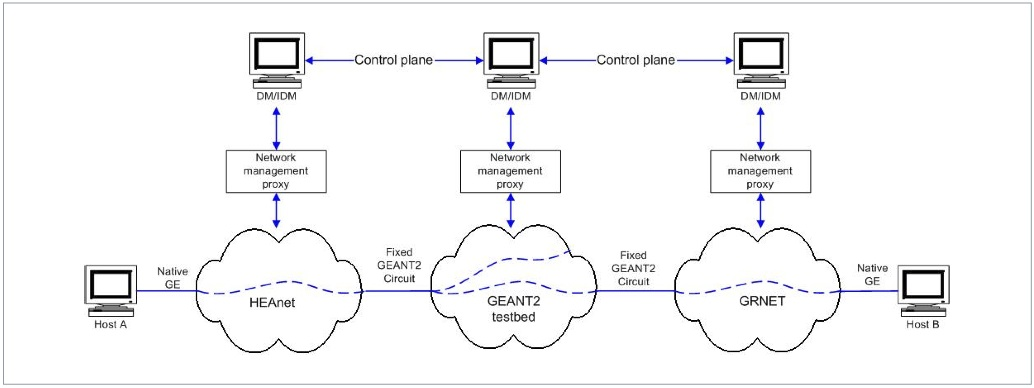 Control plane
Control plane
DM/IDM
DM/IDM
DM/IDM
Network
management
proxy
Network
management
proxy
Network
management
proxy
Native
GE
Host A
HEAnet
Fixed
GEANT2
Circuit
GEANT2
testbed
Fixed
GEANT2
Circuit
GRNET
Native
GE
Host B